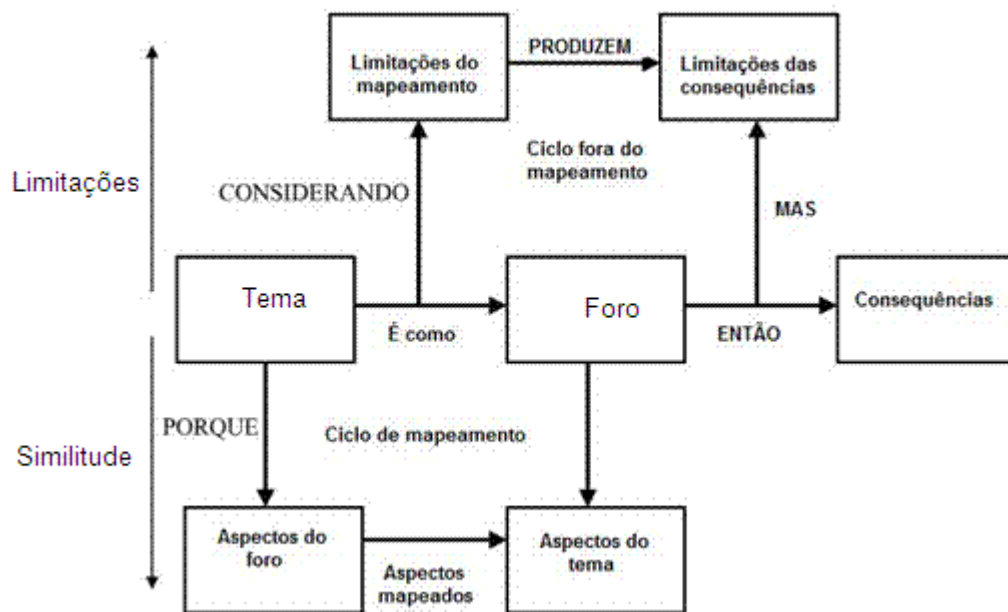 Limitações do
mapeamento
PRODUZEM
Limitações das
consequências
Ciclo fora do
mapeamento
Limitações
CONSIDERANDO
MAS
Tema
É como
Foro
ENTÃO
Consequências
PORQUE
Ciclo de mapeamento
Similitude
Aspectos do
foro
Aspectos
mapeados
Aspectos do
tema